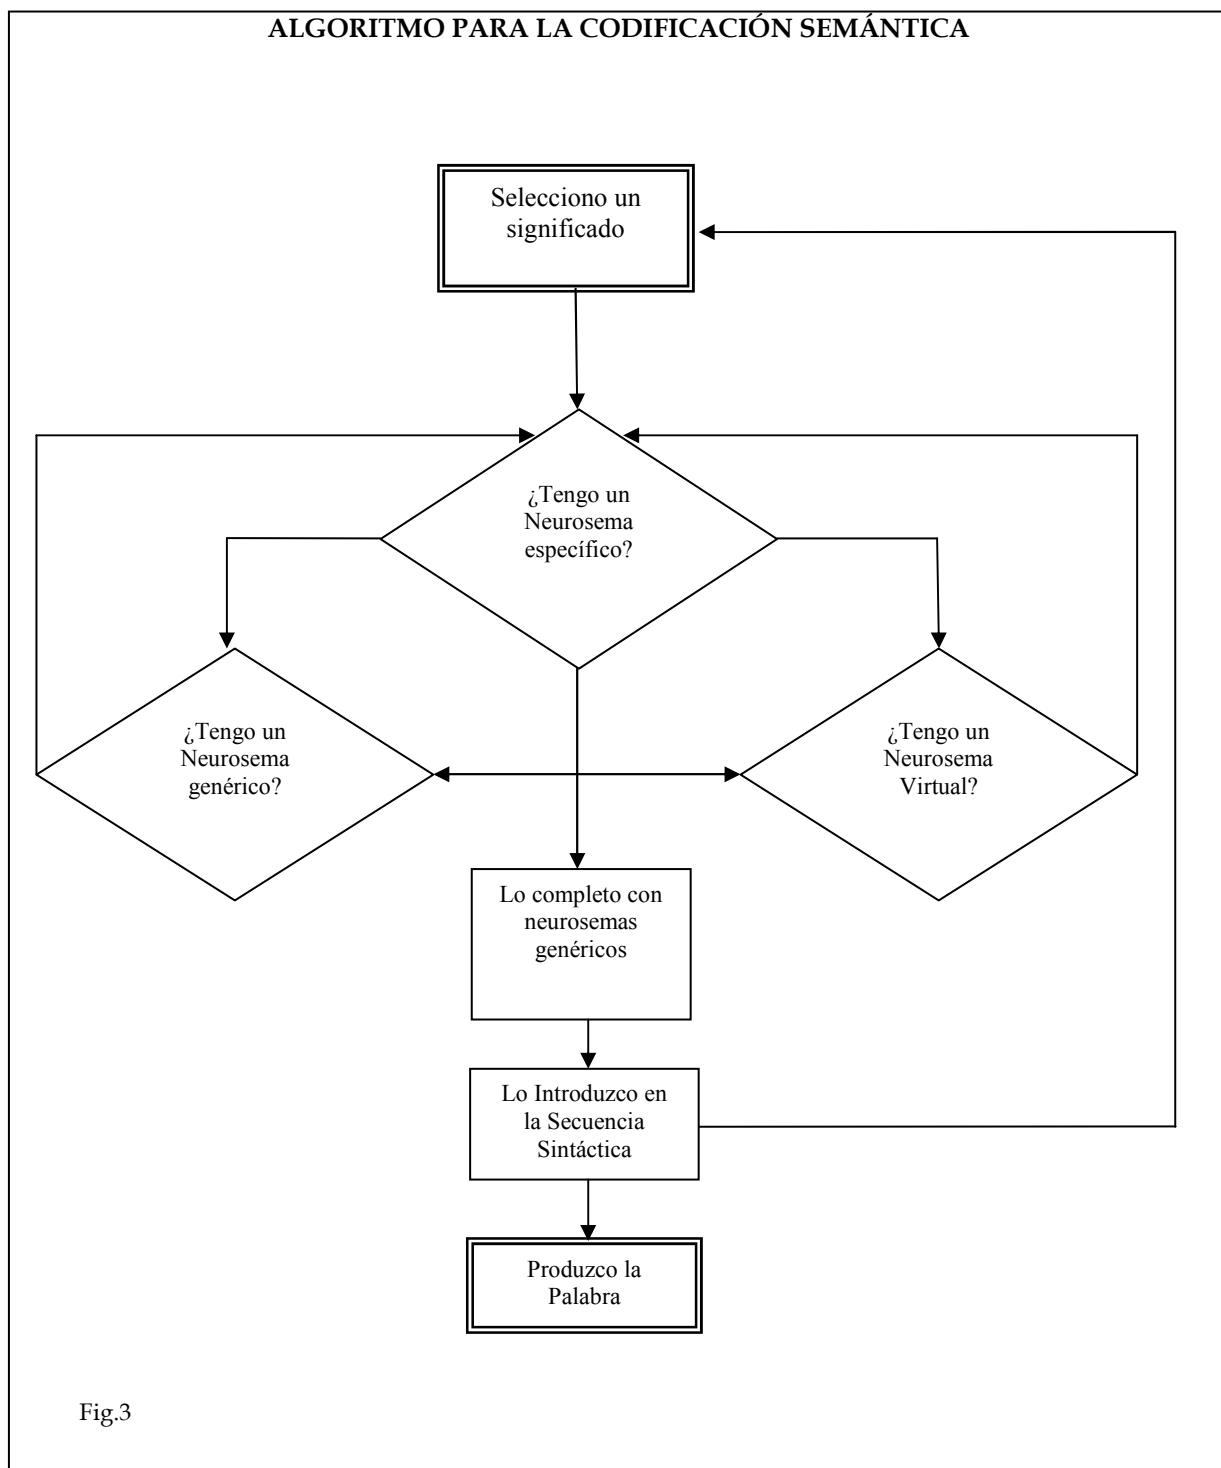 ALGORITMO PARA LA CODIFICACIÓN SEMÁNTICA
Selecciono un
significado
¿Tengo un
Neurosema
específico?
¿Tengo un
Neurosema
genérico?
¿Tengo un
Neurosema
Virtual?
Lo completo con
neurosemas
genéricos
Lo Introduzco en
la Secuencia
Sintáctica
Produzco la
Palabra
Fig.3